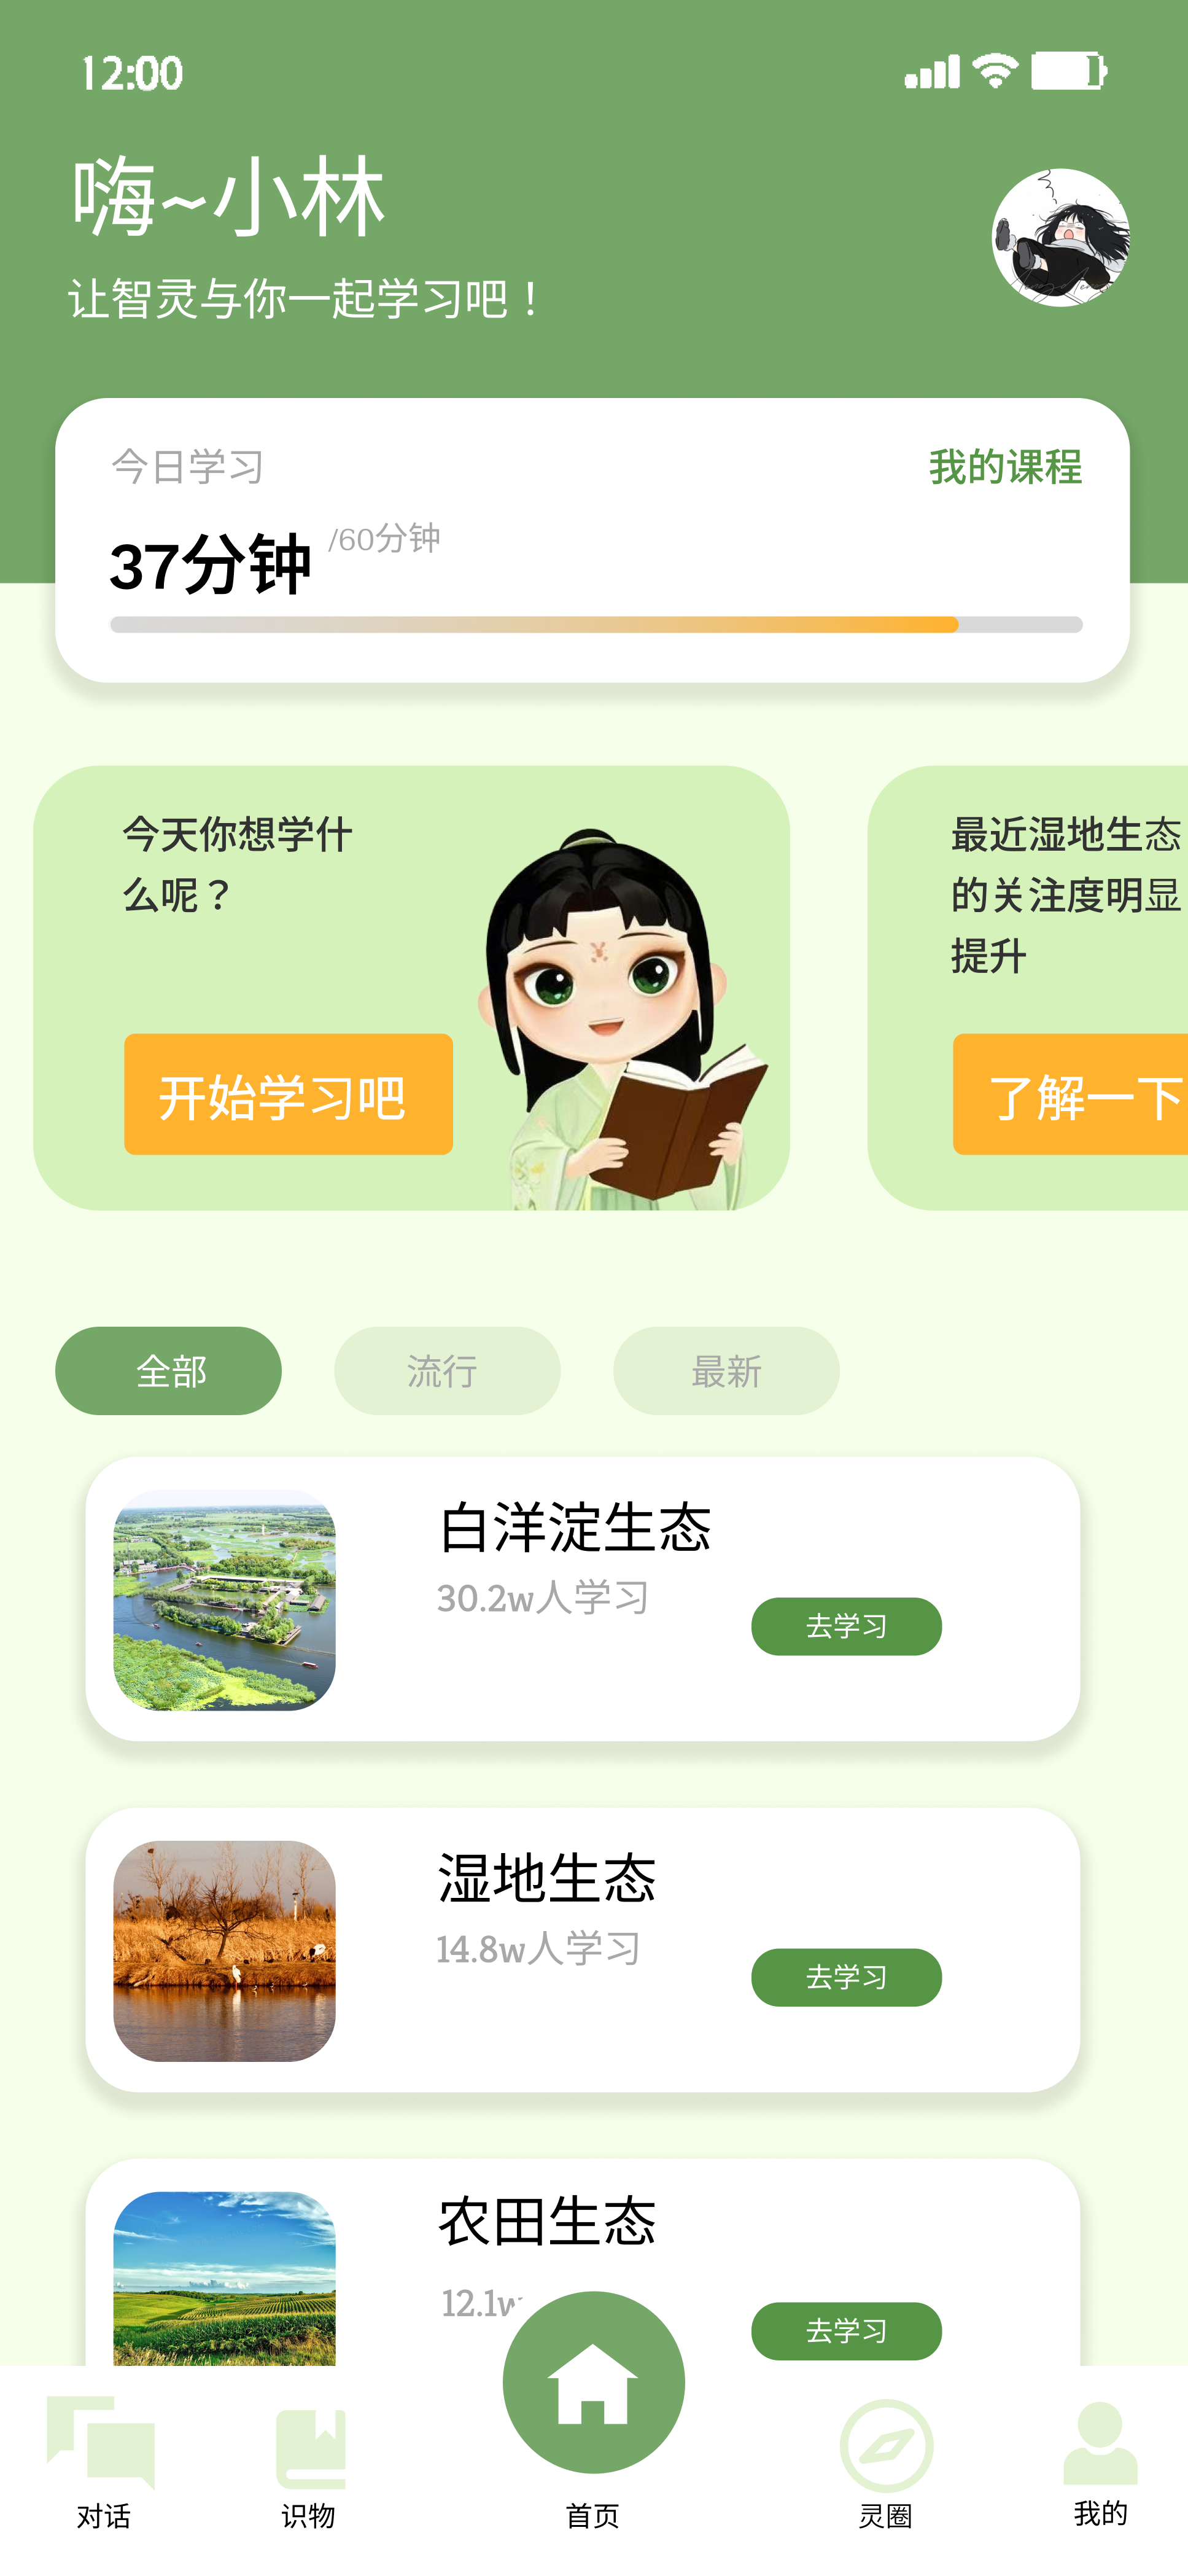 12:00
嗨~小林
让智灵与你一起学习吧！
今日学习
我的课程
37分钟 /60分钟
今天你想学什
么呢？
开始学习吧
最近湿地生态
的关注度明显
提升
了解一下
全部
流行
最新
白洋淀生态
30.2w人学习
去学习
湿地生态
14.8w人学习
去学习
农田生态
12.1w
去学习
对话
识物
首页
灵圈
我的